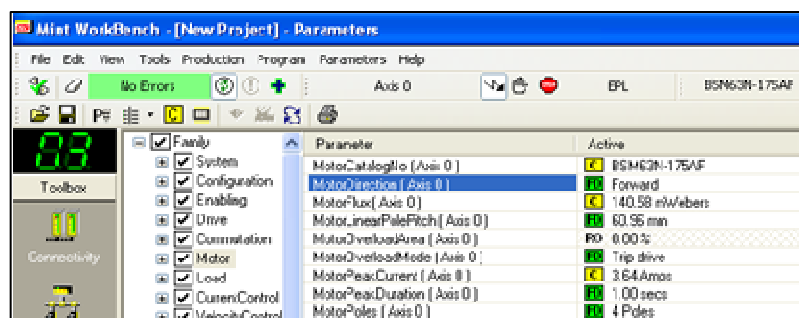 Mint WorkBench - [New Project] - Parameters
File Edit View Tools Production Program Parameters Help
No Errors Axis 0 EPL BSM63N-175AF
03
Toolbox
Connectivity
Family
System
Configuration
Enabling
Drive
Commutation
Motor
Load
CurrentControl
VelocityControl
Parameter Active
MotorCatalogNo (Axis 0) C BSM63N-175AF
MotorDirection (Axis 0) Forward
MotorFlux (Axis 0) C 140.58 mWebers
MotorLinearPolePitch (Axis 0) 60.96 mm
MotorOverloadArea (Axis 0) RO 0.00 %
MotorOverloadMode (Axis 0) Trip drive
MotorPeakCurrent (Axis 0) C 3.64 Amps
MotorPeakDuration (Axis 0) 1.00 secs
MotorPoles (Axis 0) 4 Poles